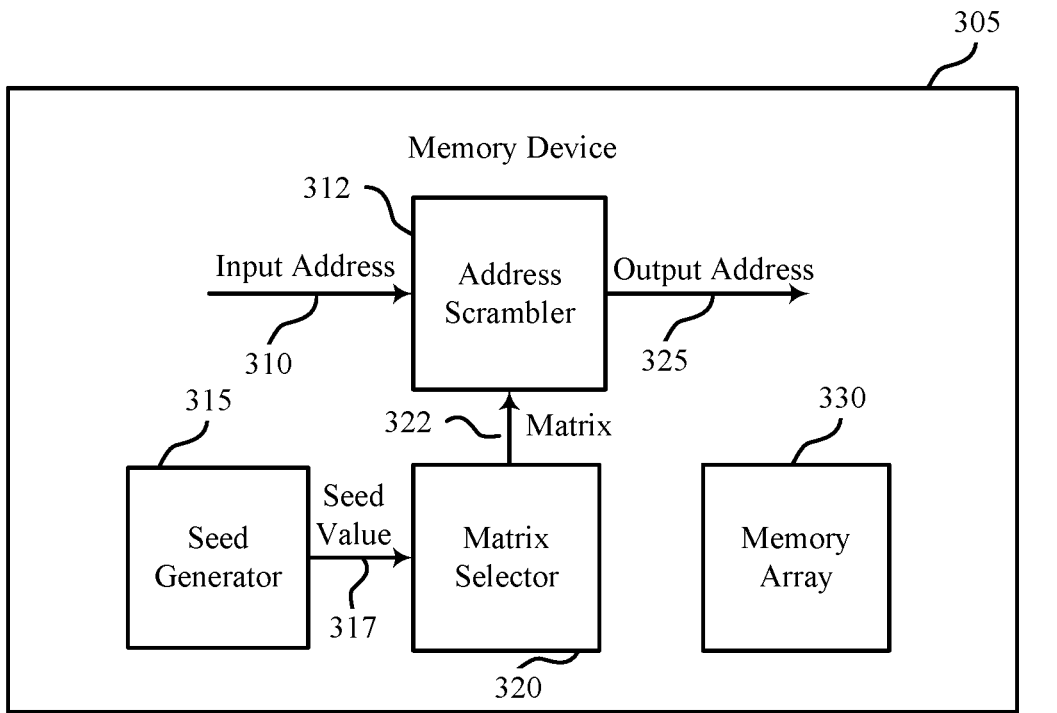 305
Memory Device
312
Input Address
Address
Scrambler
Output Address
310
325
315
322
Matrix
330
Seed
Value
Seed
Generator
Matrix
Selector
Memory
Array
317
320